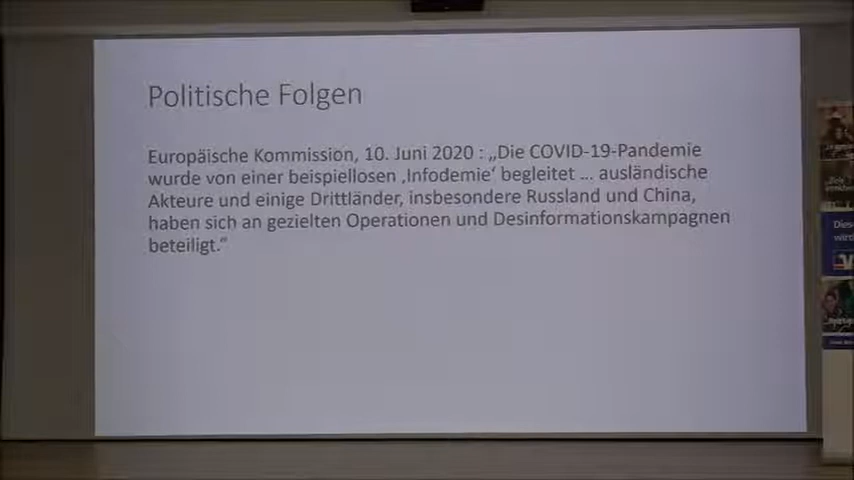 Politische Folgen
Europäische Kommission, 10. Juni 2020 : „Die COVID-19-Pandemie
wurde von einer beispiellosen ‚Infodemie‘ begleitet … ausländische
Akteure und einige Drittländer, insbesondere Russland und China,
haben sich an gezielten Operationen und Desinformationskampagnen
beteiligt.“